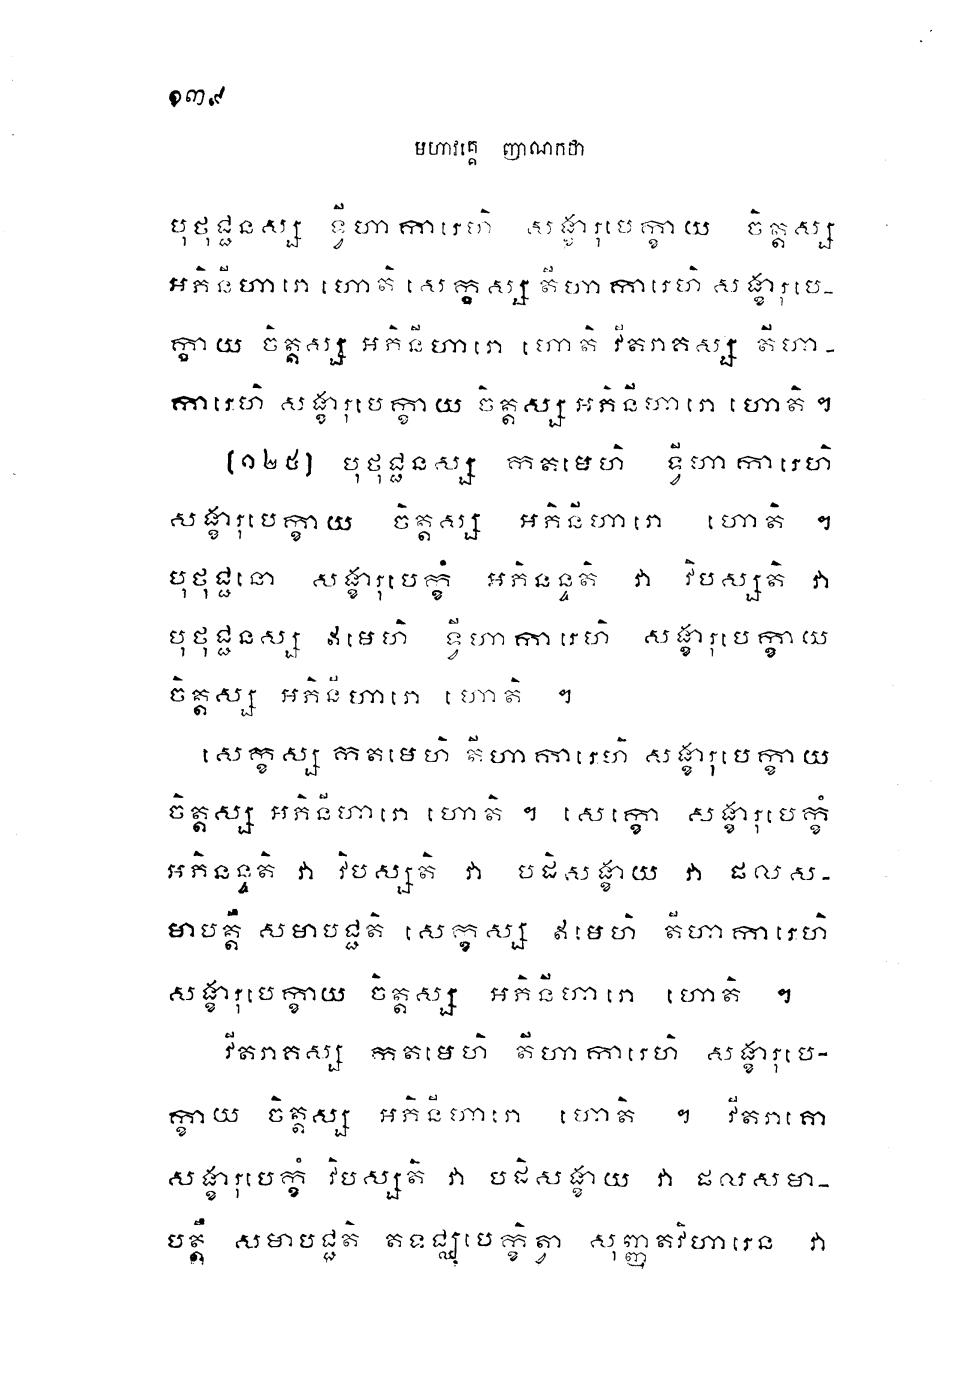 ១៣៩
មហាវគ្គេ ញាណកថា
បុថុជ្ជនស្ស ទ្វីហាការេហិ សង្ខារុបេក្ខាយ ចិត្តស្ស
អភិនីហារោ ហោតិ សេក្ខស្ស តីហាការេហិ សង្ខារុបេ-
ក្ខាយ ចិត្តស្ស អភិនីហារោ ហោតិ វីតរាគស្ស តីហា-
ការេហិ សង្ខារុបេក្ខាយ ចិត្តស្ស អភិនីហារោ ហោតិ ។
(១២៥) បុថុជ្ជនស្ស កតមេហិ ទ្វីហាការេហិ
សង្ខារុបេក្ខាយ ចិត្តស្ស អភិនីហារោ ហោតិ ។
បុថុជ្ជនោ សង្ខារុបេក្ខំ អភិនន្ទតិ វា វិបស្សតិ វា
បុថុជ្ជនស្ស ឥមេហិ ទ្វីហាការេហិ សង្ខារុបេក្ខាយ
ចិត្តស្ស អភិនីហារោ ហោតិ ។
សេក្ខស្ស កតមេហិ តីហាការេហិ សង្ខារុបេក្ខាយ
ចិត្តស្ស អភិនីហារោ ហោតិ ។ សេក្ខោ សង្ខារុបេក្ខំ
អភិនន្ទតិ វា វិបស្សតិ វា បដិសង្ខាយ វា ផលស-
មាបត្តឹ សមាបជ្ជតិ សេក្ខស្ស ឥមេហិ តីហាការេហិ
សង្ខារុបេក្ខាយ ចិត្តស្ស អភិនីហារោ ហោតិ ។
វីតរាគស្ស កតមេហិ តីហាការេហិ សង្ខារុបេ-
ក្ខាយ ចិត្តស្ស អភិនីហារោ ហោតិ ។ វីតរាគោ
សង្ខារុបេក្ខំ វិបស្សតិ វា បដិសង្ខាយ វា ផលសមា-
បត្តឹ សមាបជ្ជតិ តទជ្ឈុបេក្ខិត្វា សុញ្ញតវិហារេន វា